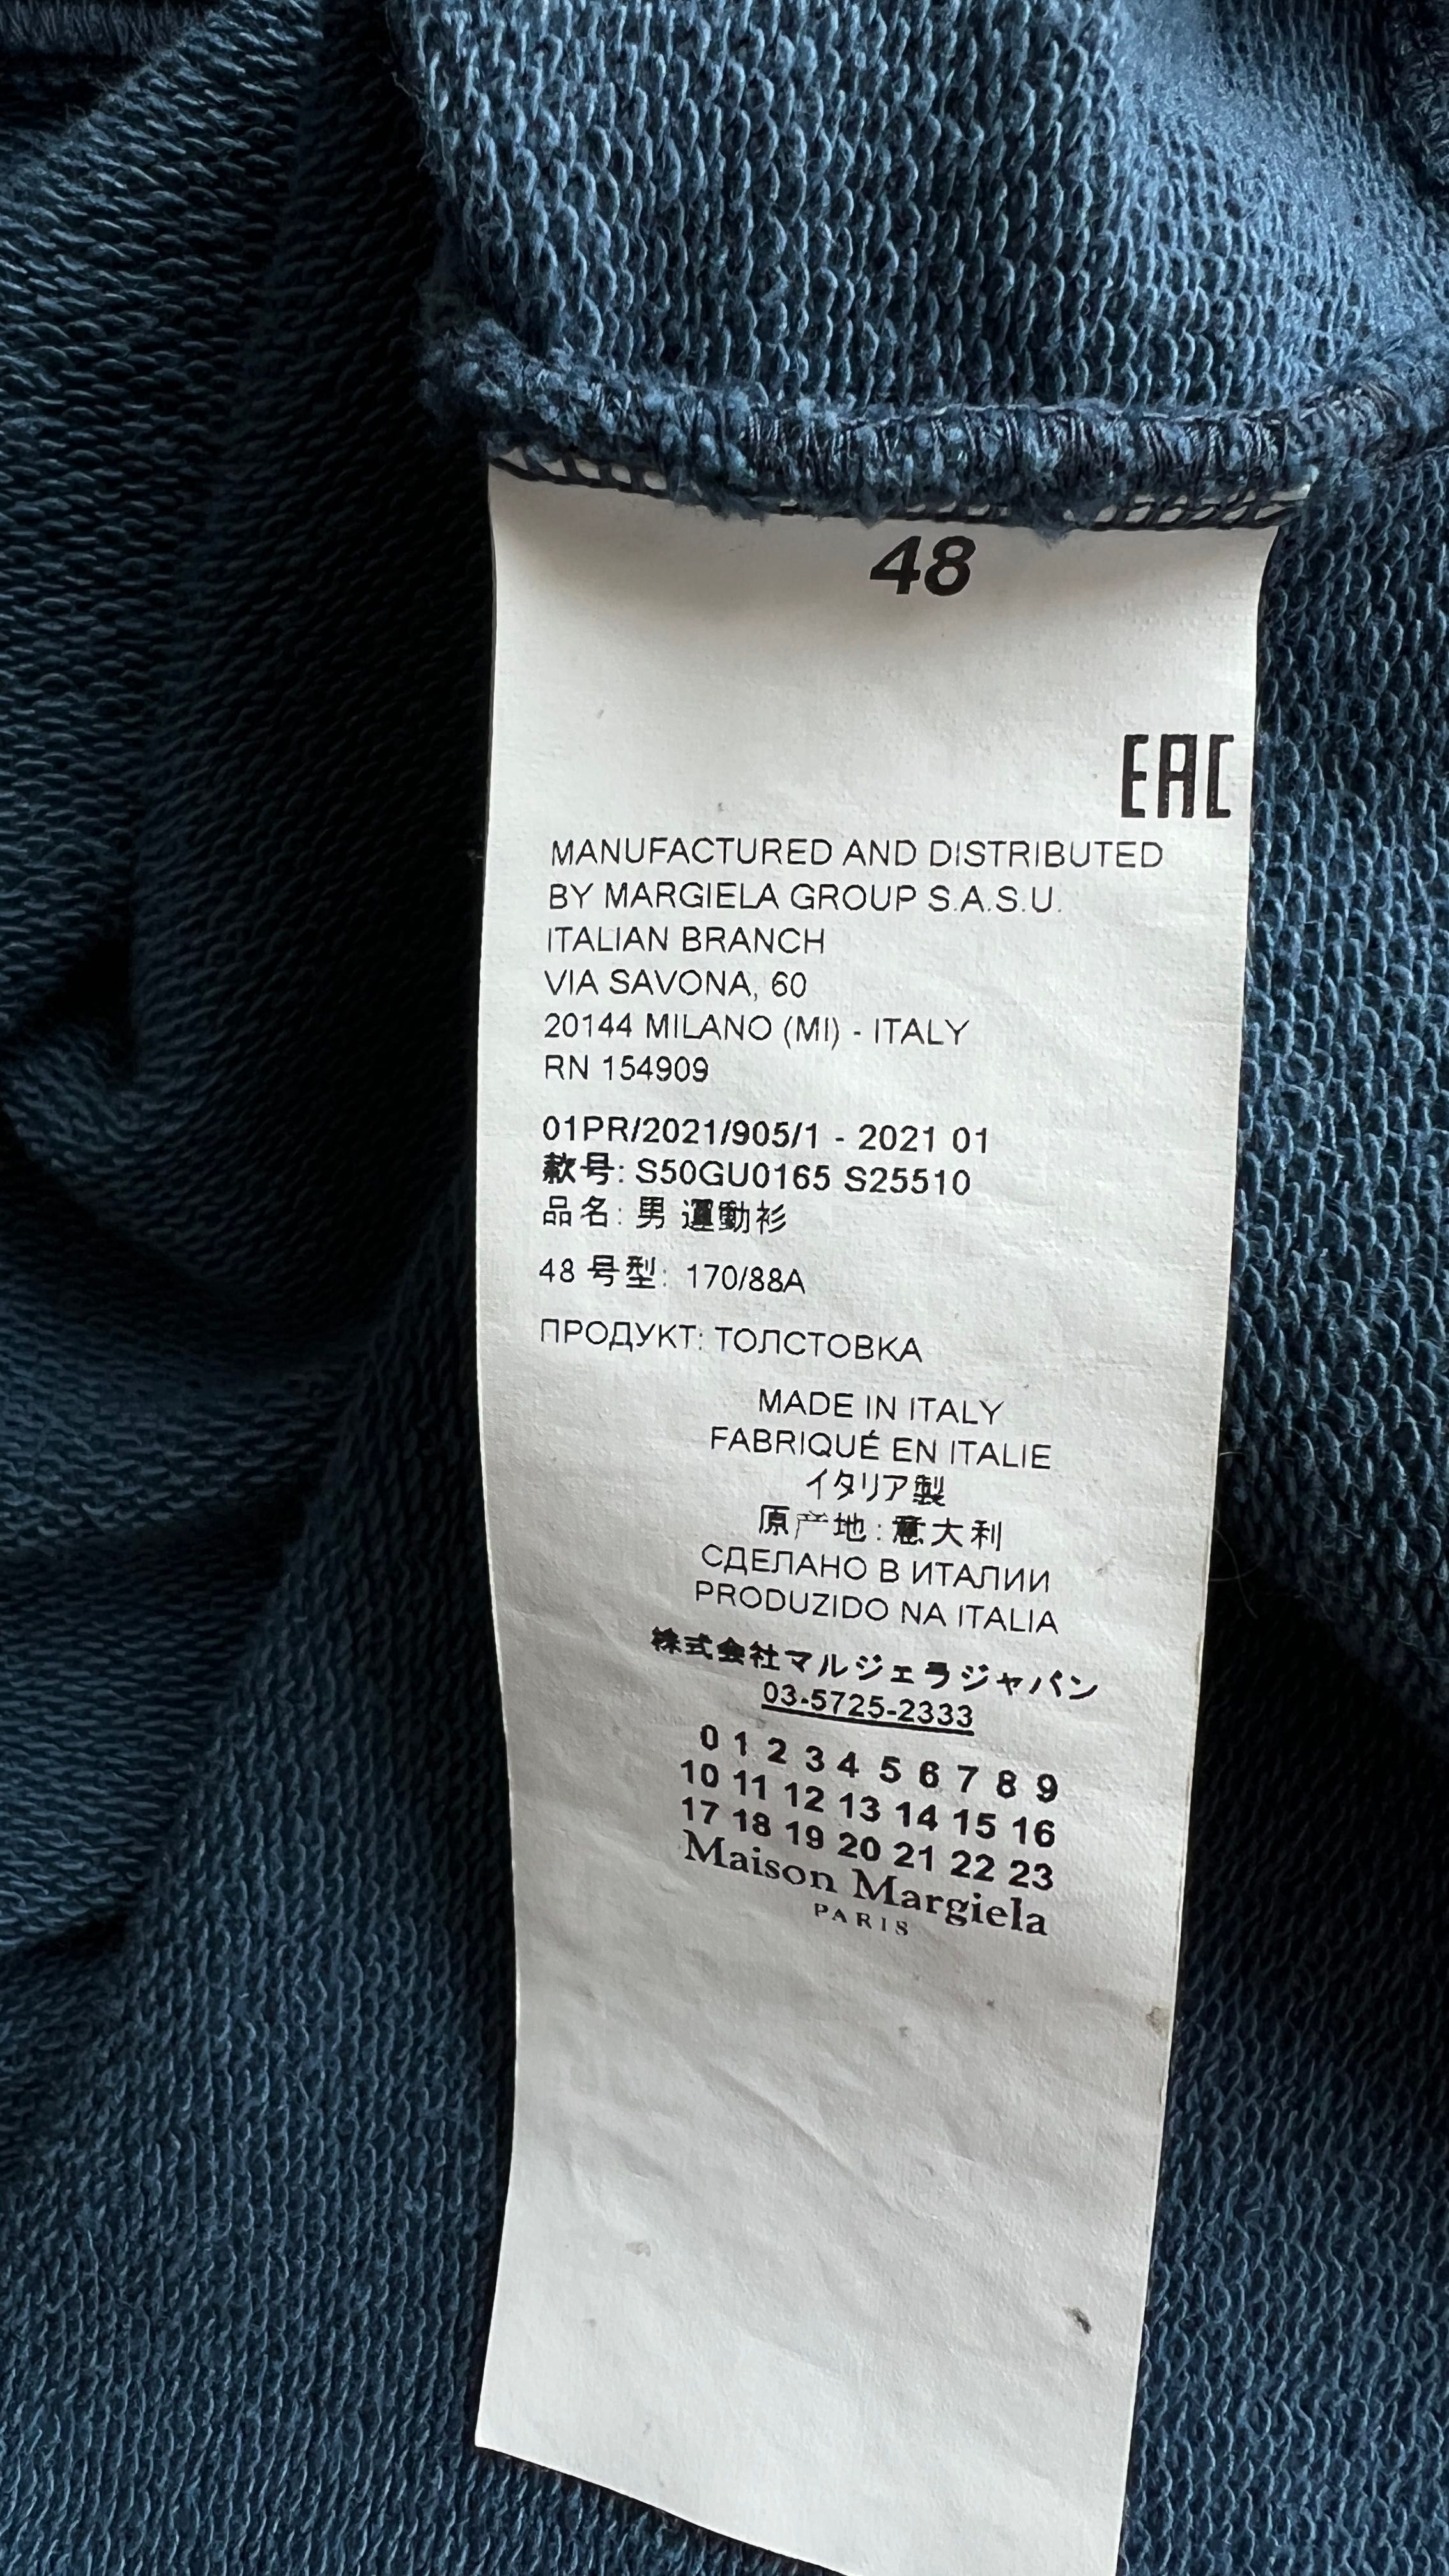 48
EAC
MANUFACTURED AND DISTRIBUTED
BY MARGIELA GROUP S.A.S.U.
ITALIAN BRANCH
VIA SAVONA, 60
20144 MILANO (MI) - ITALY
RN 154909
01PR/2021/905/1 - 2021 01
款号: S50GU0165 S25510
品名: 男 運動衫
48 号型: 170/88A
ПРОДУКТ: ТОЛСТОВКА
MADE IN ITALY
FABRIQUÉ EN ITALIE
イタリア製
原产地: 意大利
СДЕЛАНО В ИТАЛИИ
PRODUZIDO NA ITALIA
株式会社マルジェラジャパン
03-5725-2333
0 1 2 3 4 5 6 7 8 9
10 11 12 13 14 15 16
17 18 19 20 21 22 23
Maison Margiela
PARIS